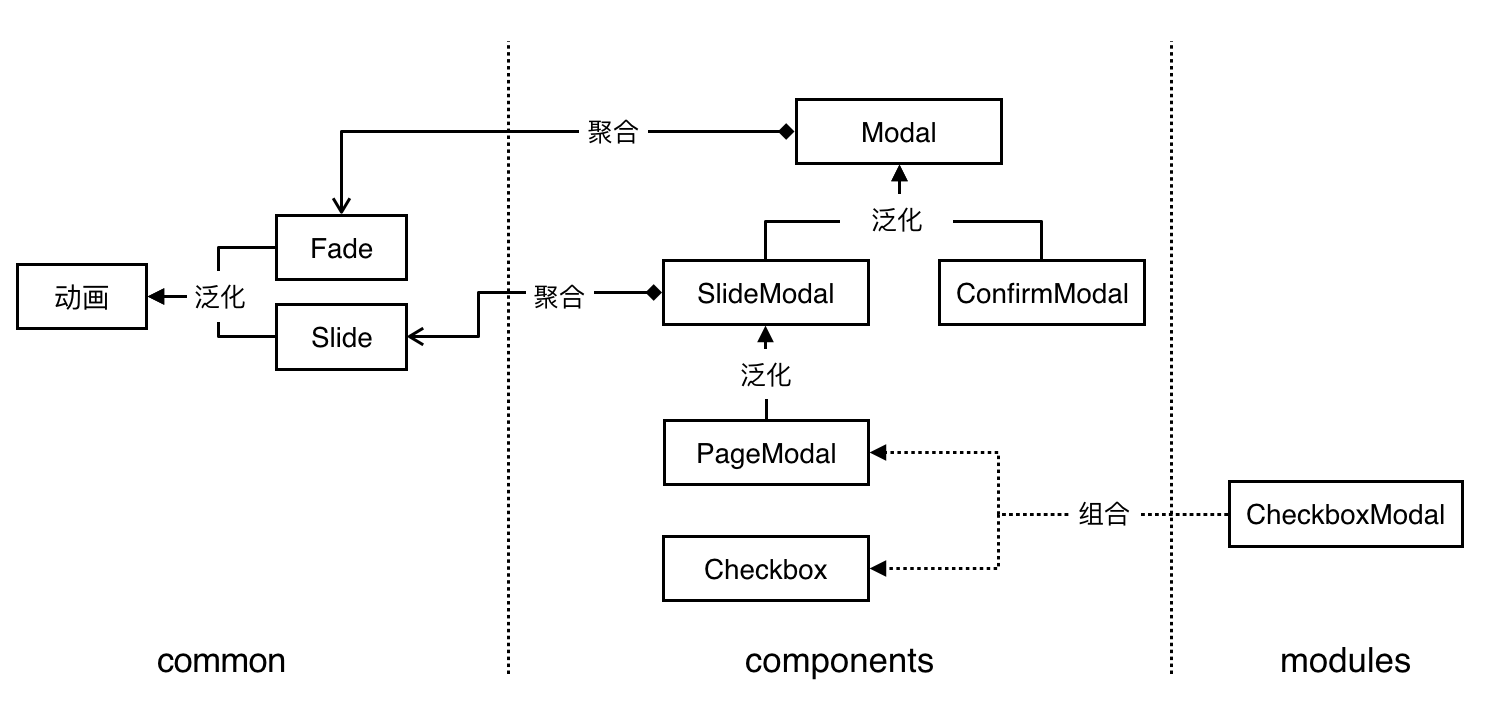 聚合
Modal
泛化
Fade
动画
泛化
Slide
聚合
SlideModal
ConfirmModal
泛化
PageModal
组合
CheckboxModal
Checkbox
common
components
modules